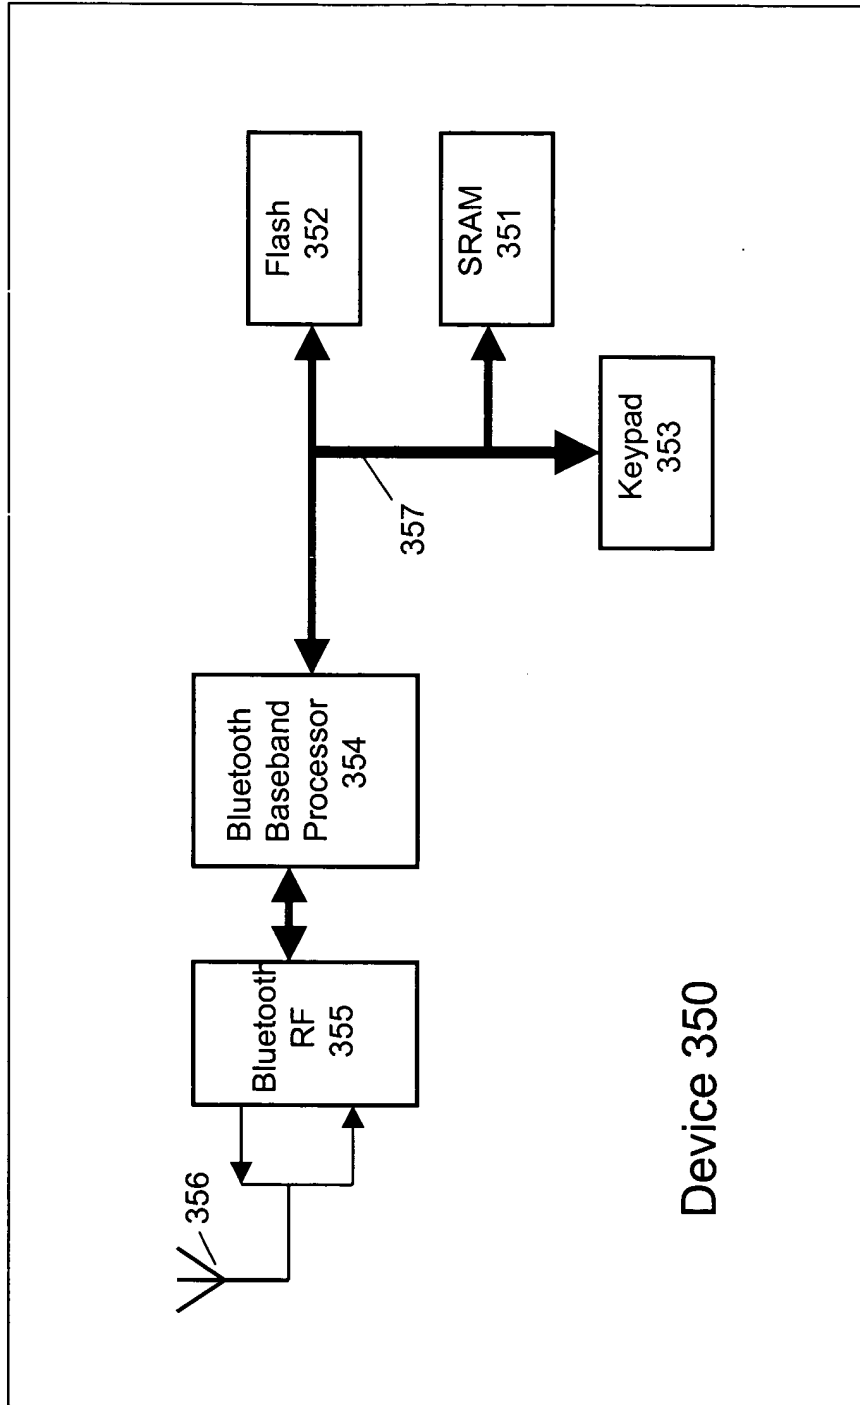 356
Bluetooth
RF
355
Bluetooth
Baseband
Processor
354
357
Flash
352
SRAM
351
Keypad
353
Device 350